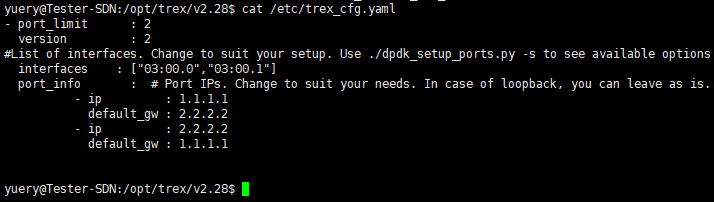 yuery@Tester-SDN:/opt/trex/v2.28$ cat /etc/trex_cfg.yaml
- port_limit      : 2
  version         : 2
#List of interfaces. Change to suit your setup. Use ./dpdk_setup_ports.py -s to see available options
  interfaces    : ["03:00.0","03:00.1"]
  port_info       :  # Port IPs. Change to suit your needs. In case of loopback, you can leave as is.
          - ip         : 1.1.1.1
            default_gw : 2.2.2.2
          - ip         : 2.2.2.2
            default_gw : 1.1.1.1
yuery@Tester-SDN:/opt/trex/v2.28$